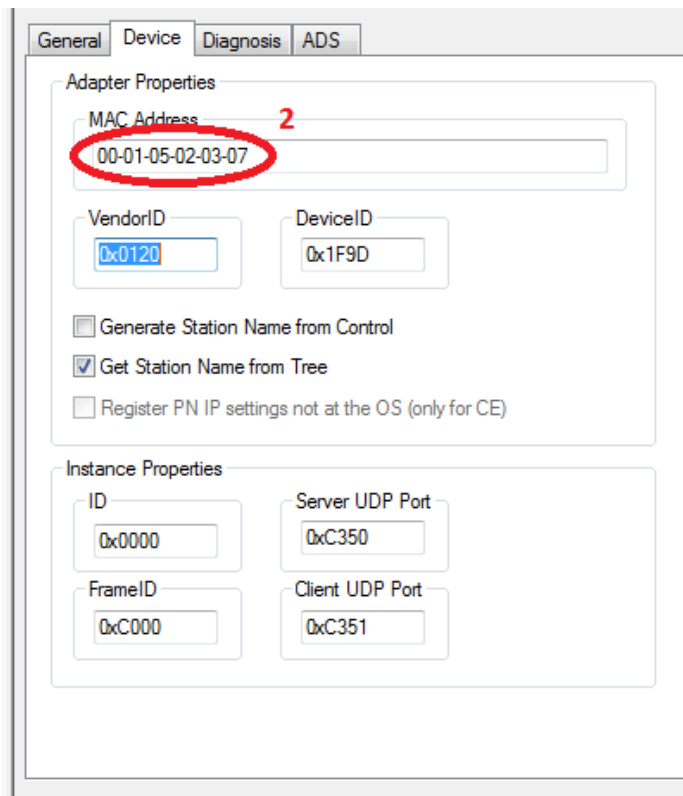 General Device Diagnosis ADS
Adapter Properties
MAC Address 2
00-01-05-02-03-07
VendorID DeviceID
0x0120 0x1F9D
Generate Station Name from Control
Get Station Name from Tree
Register PN IP settings not at the OS (only for CE)
Instance Properties
ID Server UDP Port
0x0000 0xC350
FrameID Client UDP Port
0xC000 0xC351